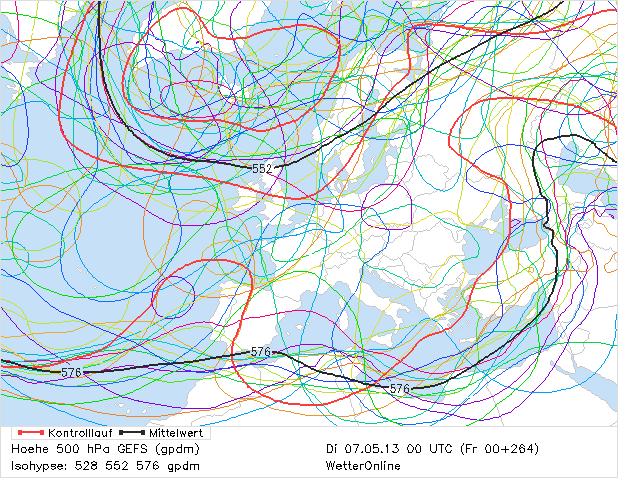 552
576
576
576
Kontrolllauf Mittelwert
Hoehe 500 hPa GEFS (gpdm) Di 07.05.13 00 UTC (Fr 00+264)
Isohypse: 528 552 576 gpdm WetterOnline